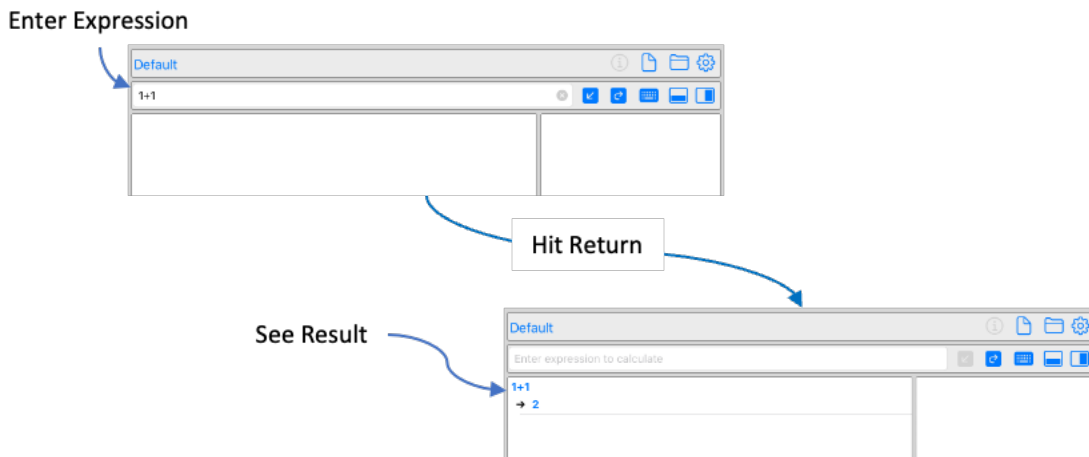 Enter Expression
Default
1+1
Hit Return
See Result
Default
Enter expression to calculate
1+1
→ 2